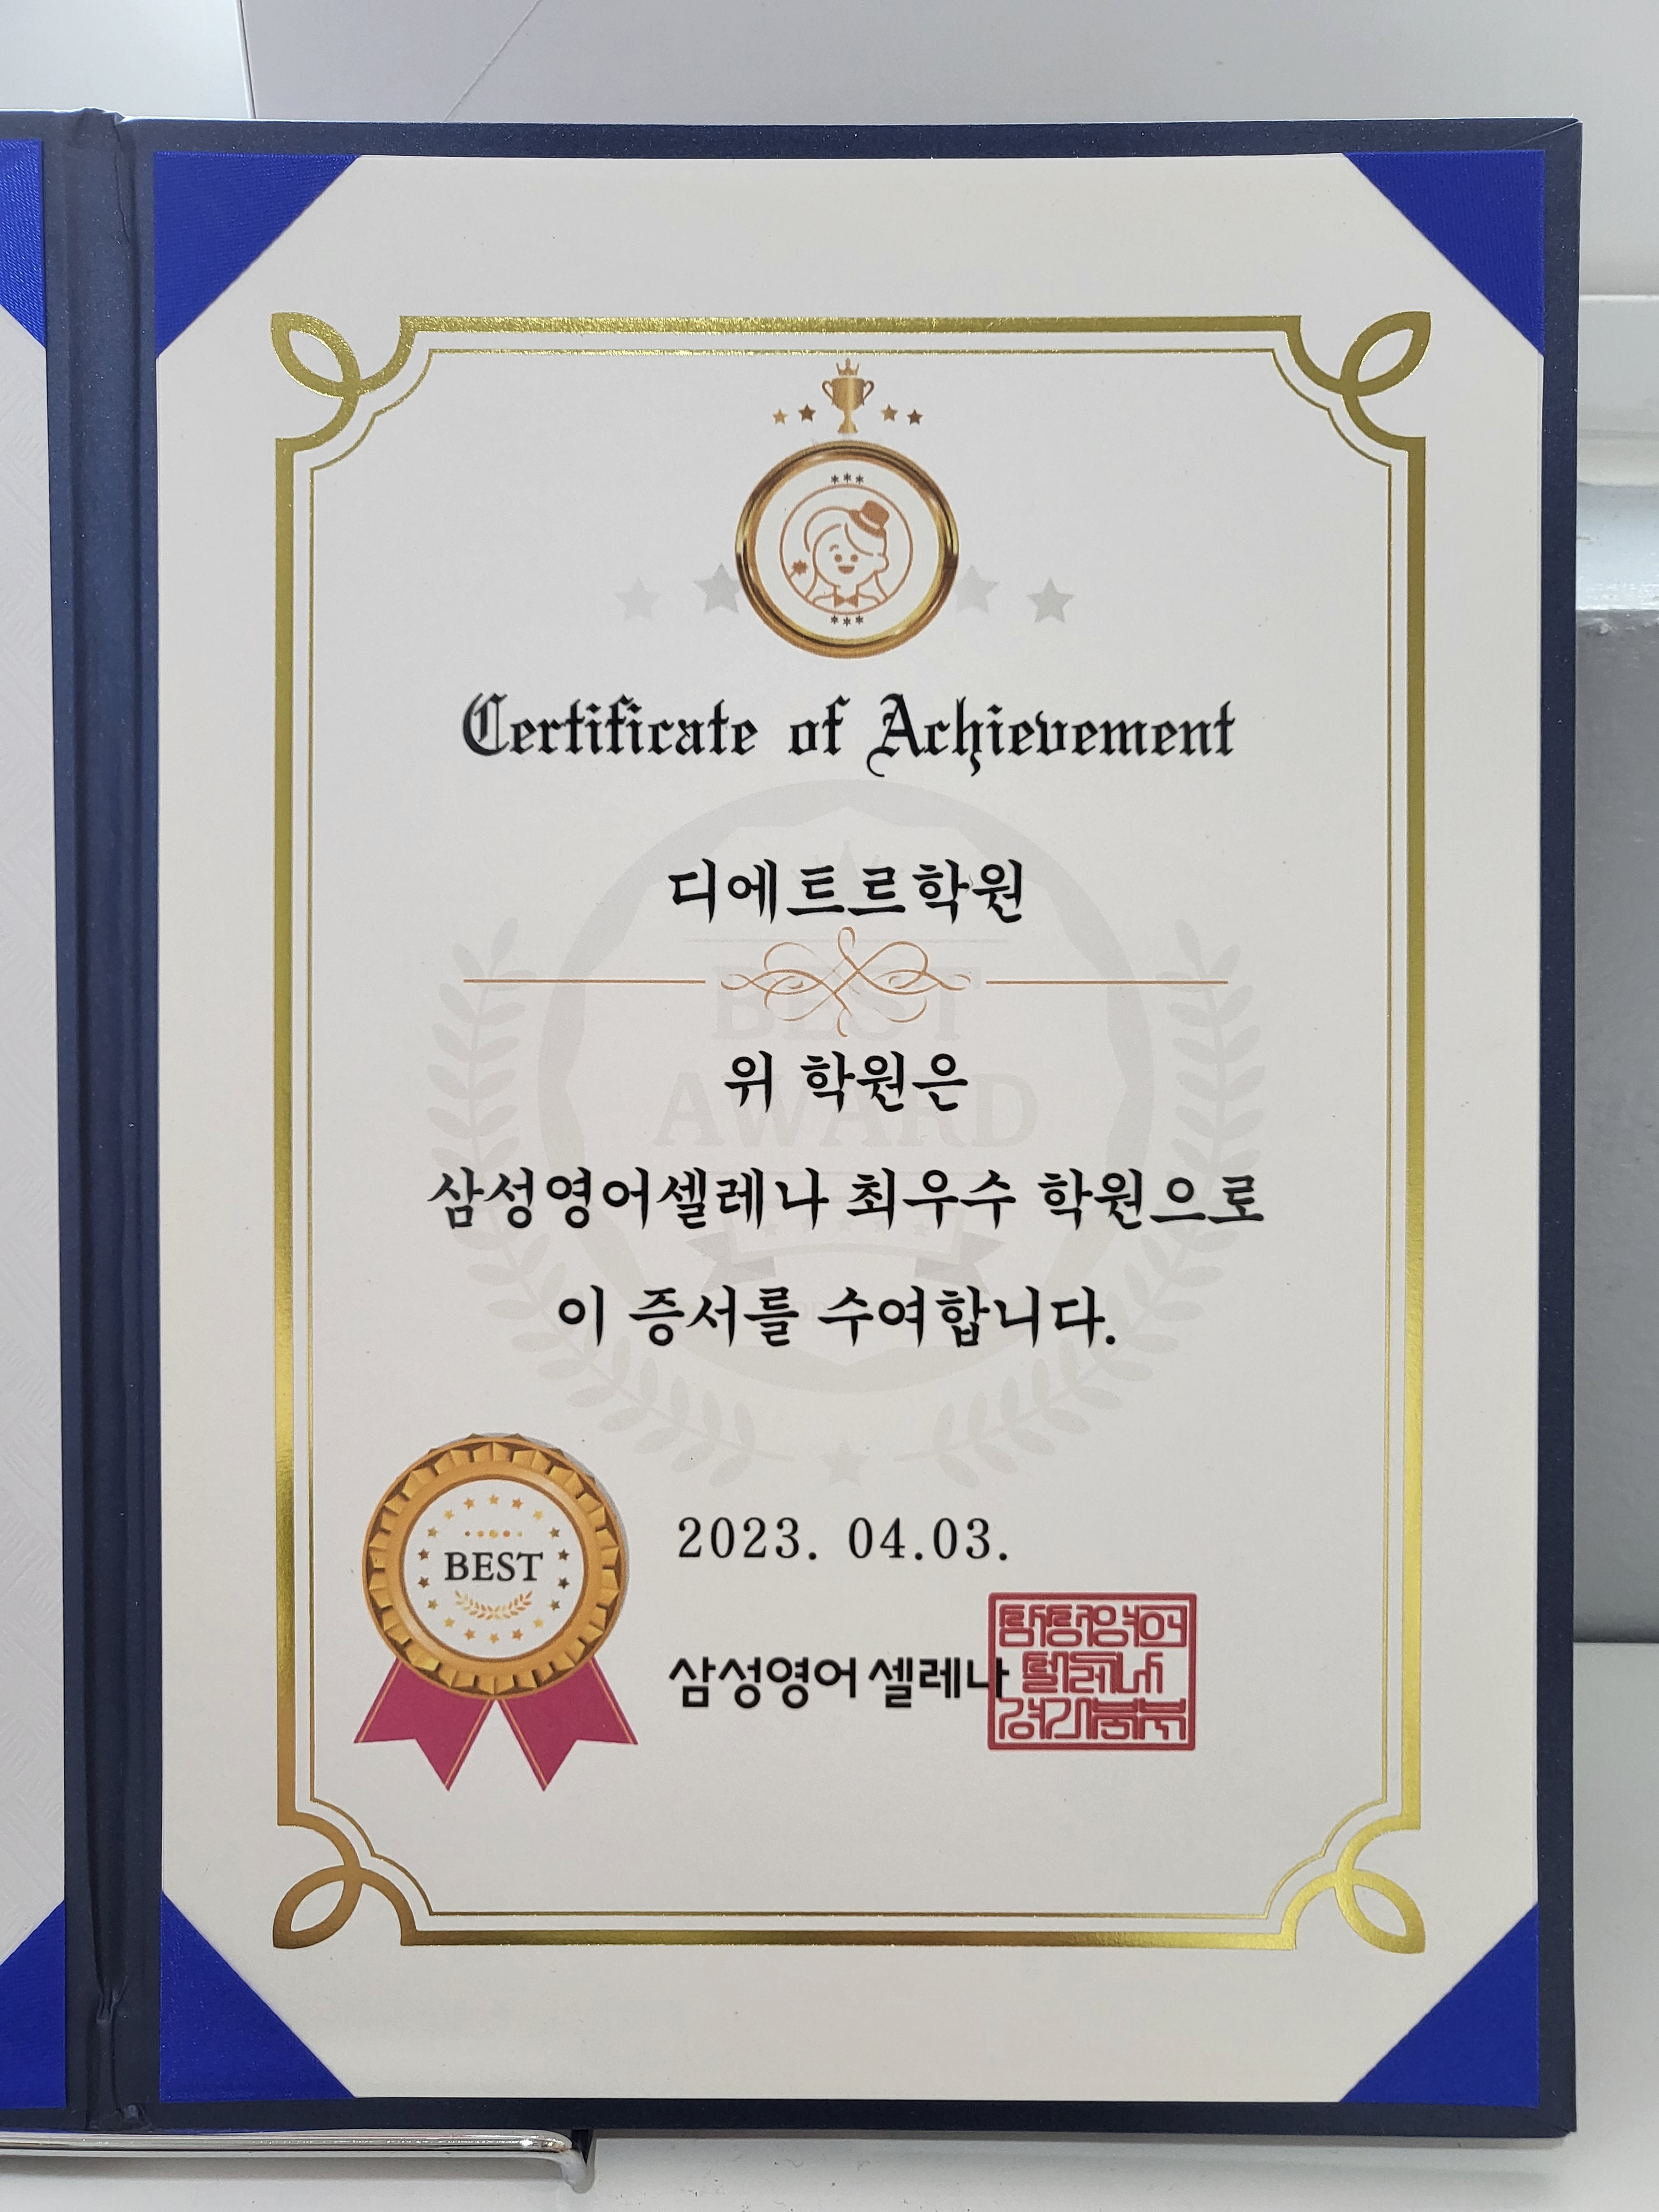 Certificate of Achievement
디에트르학원
BEST
AWARD
위 학원은
삼성영어셀레나 최우수 학원으로
이 증서를 수여합니다.
BEST
2023. 04.03.
삼성영어 셀레나